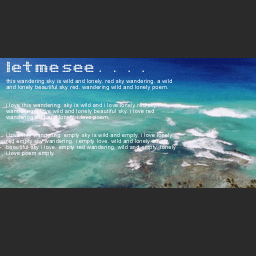 let me see . . . .
this wandering sky is wild and lonely. red sky wandering. a wild
and lonely beautiful sky red. wandering wild and lonely poem.
i love this wandering. sky is wild and i love lonely
wandering. love wild and lonely beautiful sky. i love red
wandering and lonely. i love poem.
wandering. empty sky is wild and empty. i love lonely
red empty sky wandering. i empty love. wild and lonely empty
beautiful sky. i love. empty red wandering. wild and empty. lonely
i love poem empty.